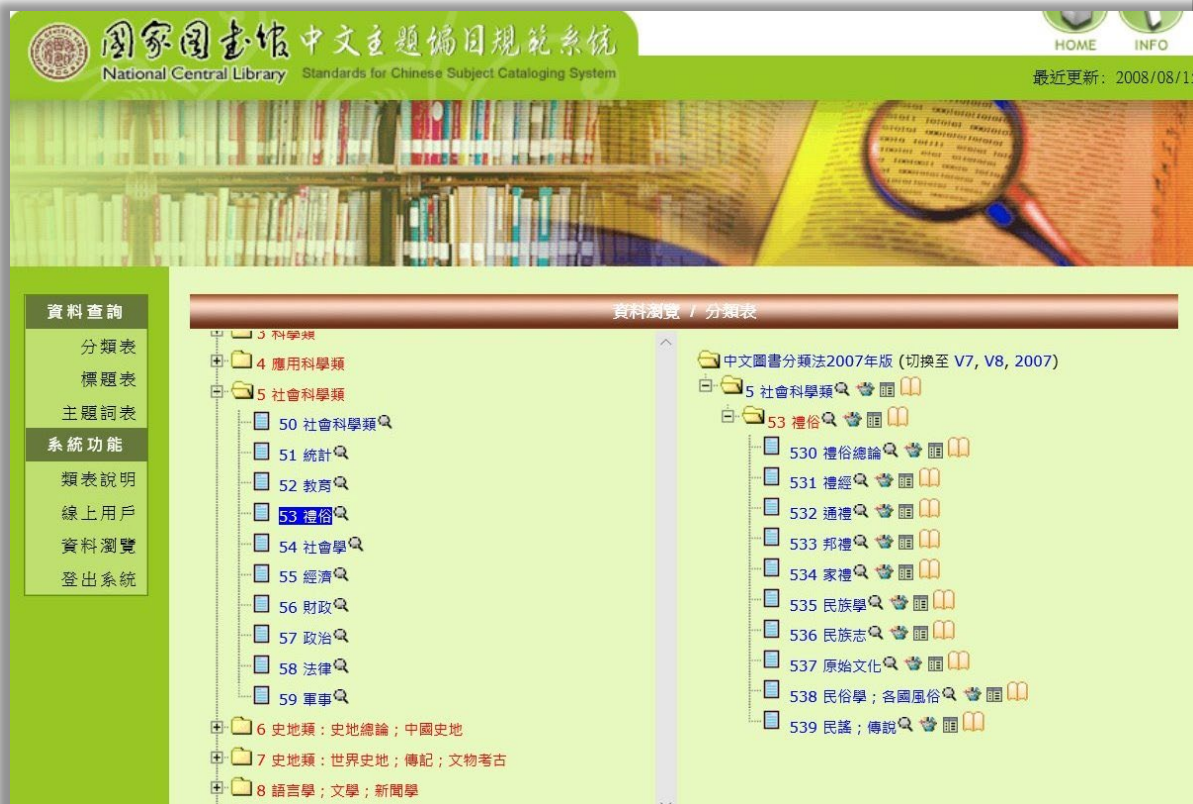 國家圖書館 中文主題編目規範系統
National Central Library Standards for Chinese Subject Cataloging System
HOME INFO
最近更新: 2008/08/1
資料瀏覽 / 分類表
資料查詢
分類表
標題表
主題詞表
系統功能
類表說明
線上用戶
資料瀏覽
登出系統
3 科學類
4 應用科學類
5 社會科學類
50 社會科學類
51 統計
52 教育
53 禮俗
54 社會學
55 經濟
56 財政
57 政治
58 法律
59 軍事
6 史地類:史地總論;中國史地
7 史地類:世界史地;傳記;文物考古
8 語言學;文學;新聞學
中文圖書分類法2007年版 (切換至 V7, V8, 2007)
5 社會科學類
53 禮俗
530 禮俗總論
531 禮經
532 通禮
533 邦禮
534 家禮
535 民族學
536 民族志
537 原始文化
538 民俗學;各國風俗
539 民謠;傳說